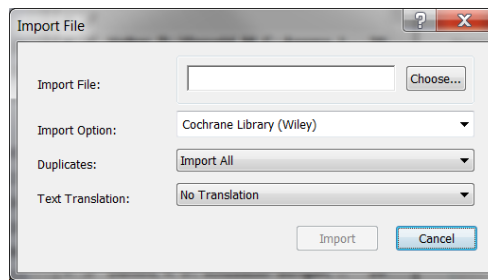 Import File
Import File:
Choose...
Import Option:
Cochrane Library (Wiley)
Duplicates:
Import All
Text Translation:
No Translation
Import
Cancel